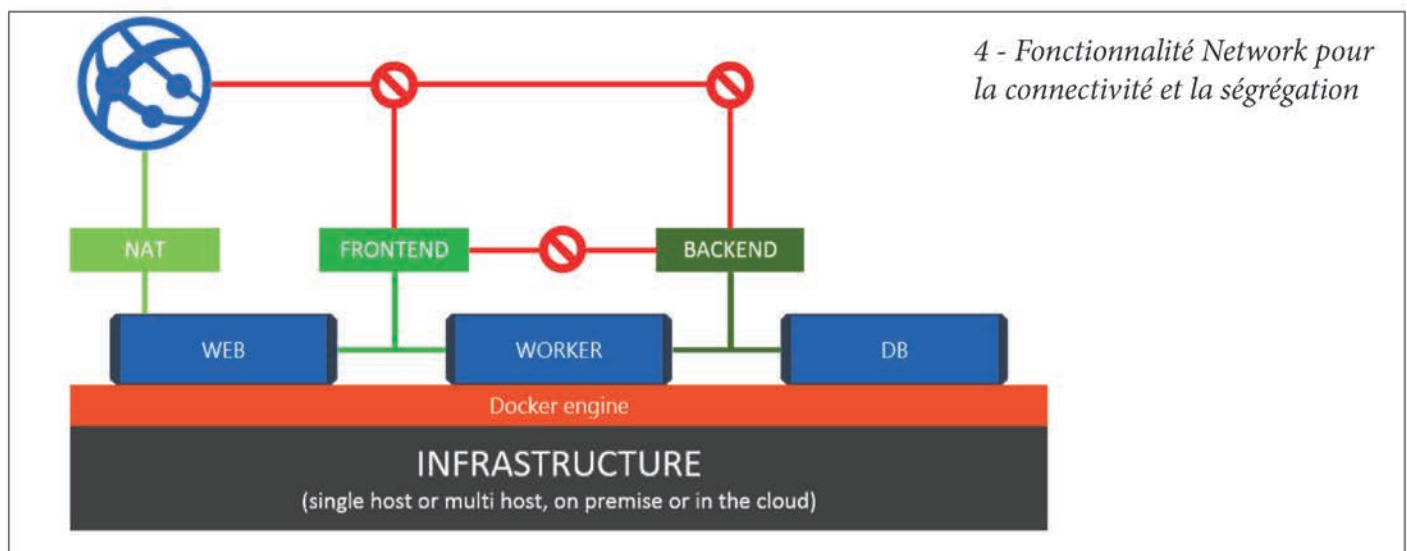 4 - Fonctionnalité Network pour
la connectivité et la ségrégation
NAT
FRONTEND
BACKEND
WEB
WORKER
DB
Docker engine
INFRASTRUCTURE
(single host or multi host, on premise or in the cloud)